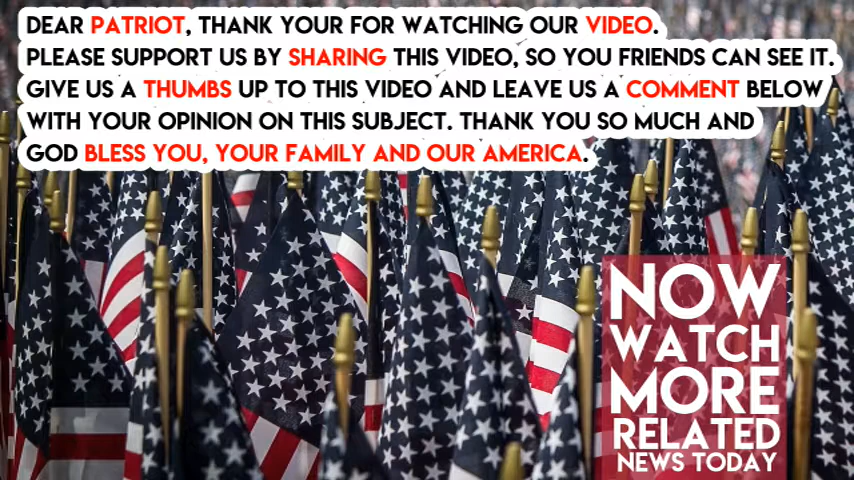 DEAR PATRIOT, THANK YOUR FOR WATCHING OUR VIDEO.
PLEASE SUPPORT US BY SHARING THIS VIDEO, SO YOU FRIENDS CAN SEE IT.
GIVE US A THUMBS UP TO THIS VIDEO AND LEAVE US A COMMENT BELOW
WITH YOUR OPINION ON THIS SUBJECT. THANK YOU SO MUCH AND
GOD BLESS YOU, YOUR FAMILY AND OUR AMERICA.
NOW
WATCH
MORE
RELATED
NEWS TODAY